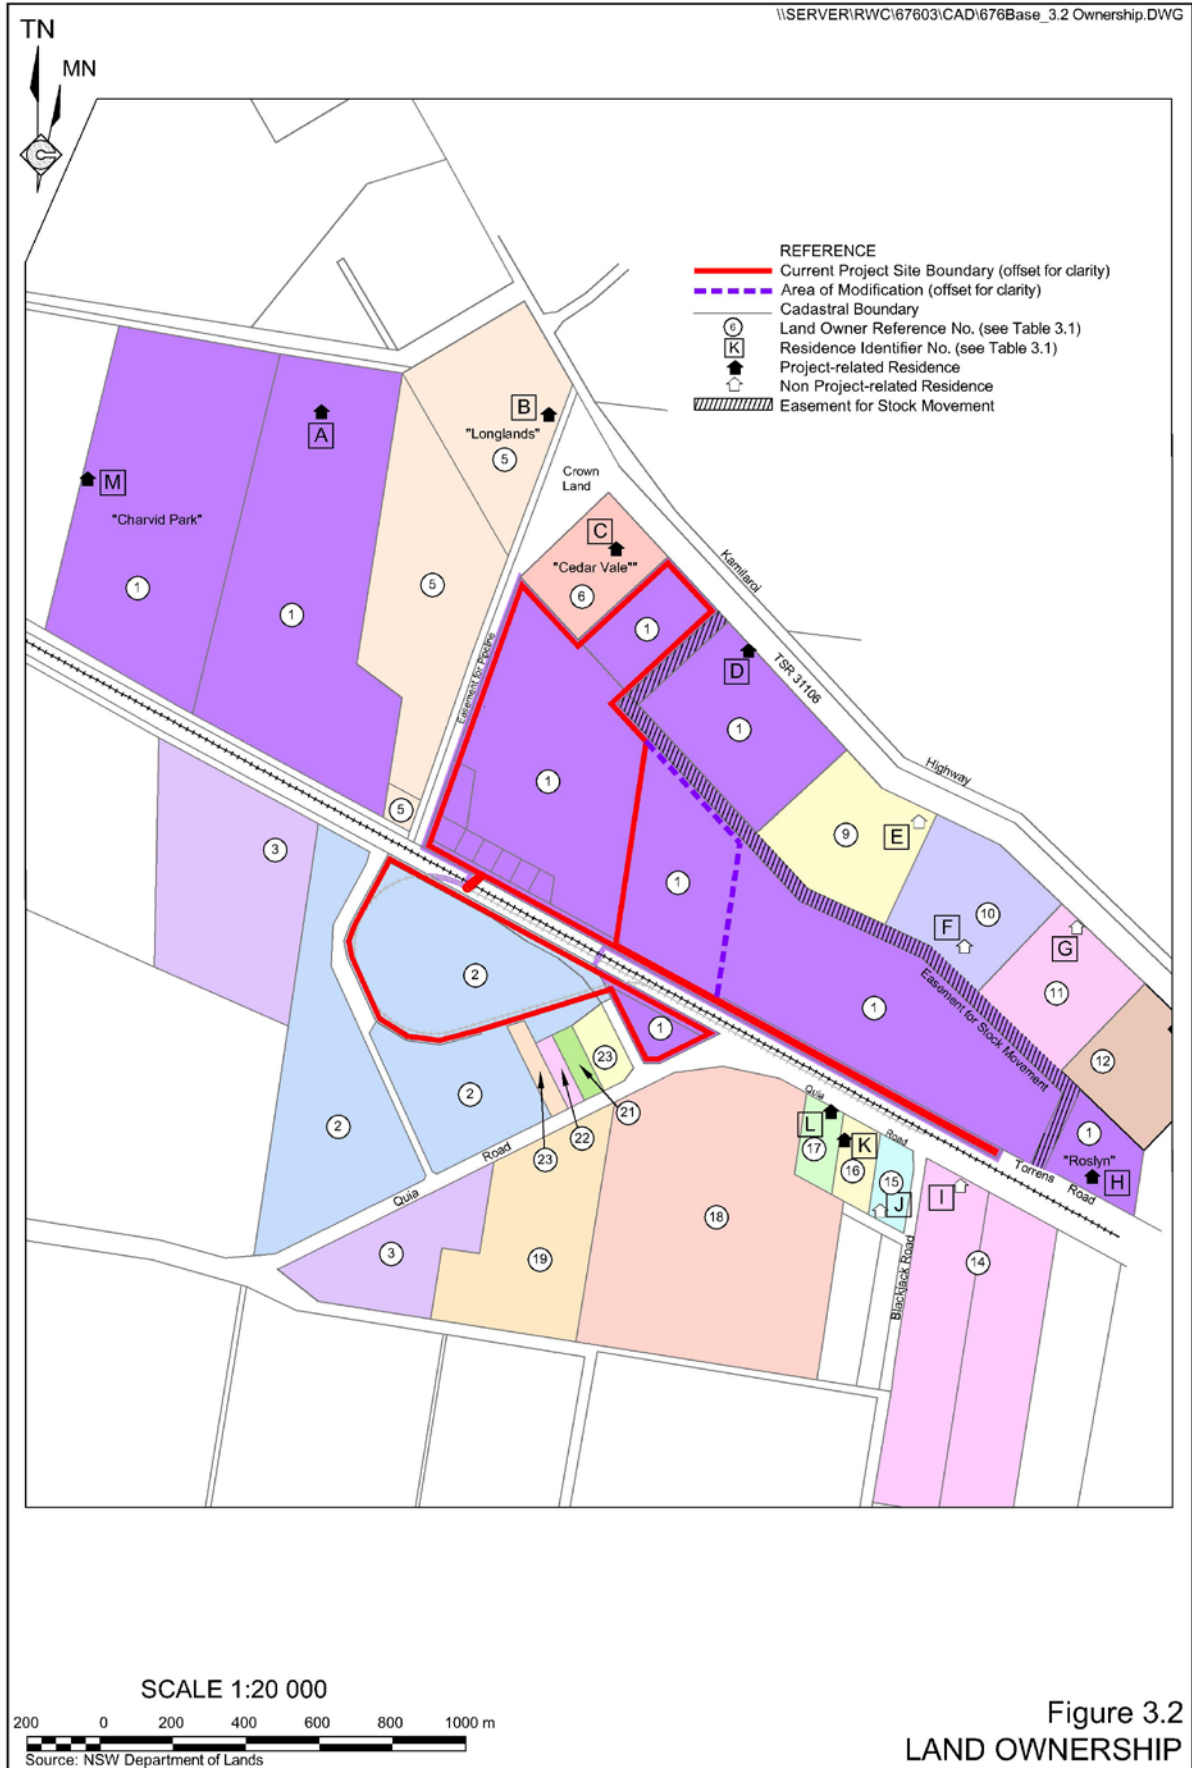 \\SERVER\RWC\67603\CAD\676Base_3.2 Ownership.DWG
TN
MN
REFERENCE
Current Project Site Boundary (offset for clarity)
Area of Modification (offset for clarity)
Cadastral Boundary
6 Land Owner Reference No. (see Table 3.1)
K Residence Identifier No. (see Table 3.1)
Project-related Residence
Non Project-related Residence
Easement for Stock Movement
A
B
"Longlands"
5
M
"Charvid Park"
Crown
Land
C
"Cedar Vale""
6
Kamilaroi
1
1
5
1
Easement for Pipeline
D
TSR 31106
1
Highway
1
5
3
9
E
1
10
F
G
2
11
Easement for Stock Movement
1
1
12
23
2
2
21
22
23
Road
Quia
Quia
L
17
K
16
Road
15
J
I
1
"Roslyn"
H
Torrens
Road
18
3
19
14
Blackjack Road
SCALE 1:20 000
200 0 200 400 600 800 1000 m
Source: NSW Department of Lands
Figure 3.2
LAND OWNERSHIP